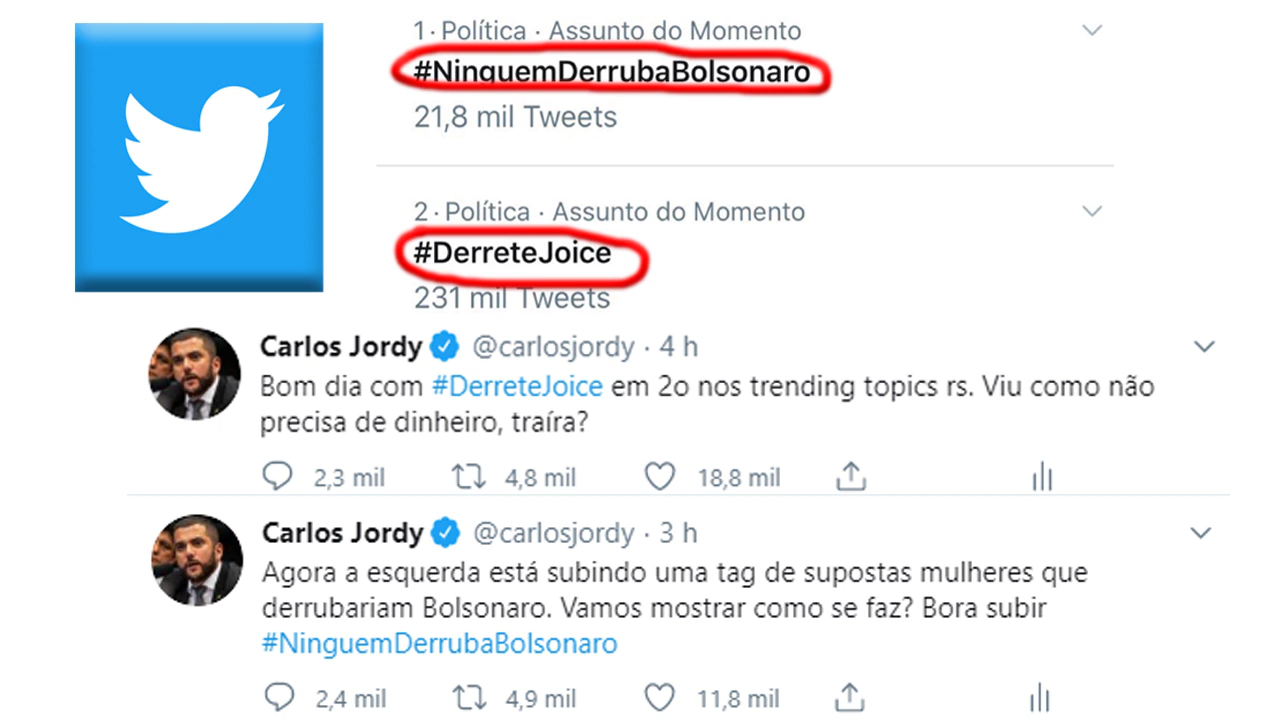 1 · Política · Assunto do Momento
#NinguemDerrubaBolsonaro
21,8 mil Tweets
2 · Política · Assunto do Momento
#DerreteJoice
231 mil Tweets
Carlos Jordy @carlosjordy · 4 h
Bom dia com #DerreteJoice em 2o nos trending topics rs. Viu como não
precisa de dinheiro, traíra?
2,3 mil 4,8 mil 18,8 mil
Carlos Jordy @carlosjordy · 3 h
Agora a esquerda está subindo uma tag de supostas mulheres que
derrubariam Bolsonaro. Vamos mostrar como se faz? Bora subir
#NinguemDerrubaBolsonaro
2,4 mil 4,9 mil 11,8 mil